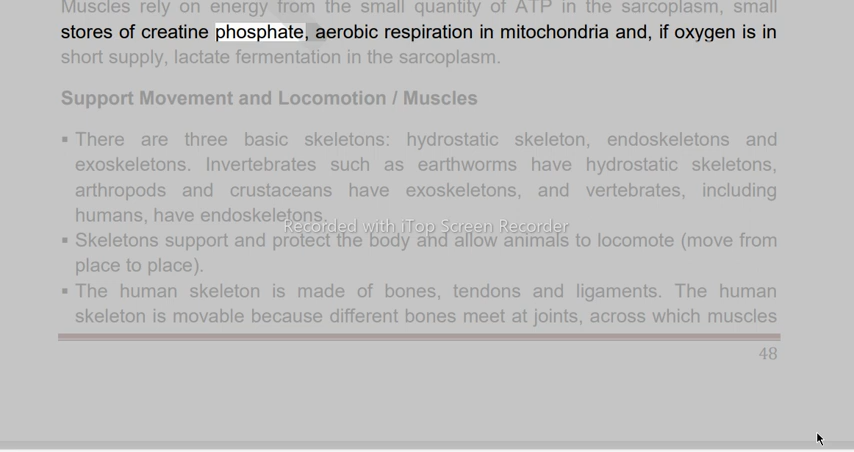 Muscles rely on energy from the small quantity of ATP in the sarcoplasm, small
stores of creatine phosphate, aerobic respiration in mitochondria and, if oxygen is in
short supply, lactate fermentation in the sarcoplasm.
Support Movement and Locomotion / Muscles
▪ There are three basic skeletons: hydrostatic skeleton, endoskeletons and
exoskeletons. Invertebrates such as earthworms have hydrostatic skeletons,
arthropods and crustaceans have exoskeletons, and vertebrates, including
humans, have endoskeletons.
Recorded with iTop Screen Recorder
▪ Skeletons support and protect the body and allow animals to locomote (move from
place to place).
▪ The human skeleton is made of bones, tendons and ligaments. The human
skeleton is movable because different bones meet at joints, across which muscles
48